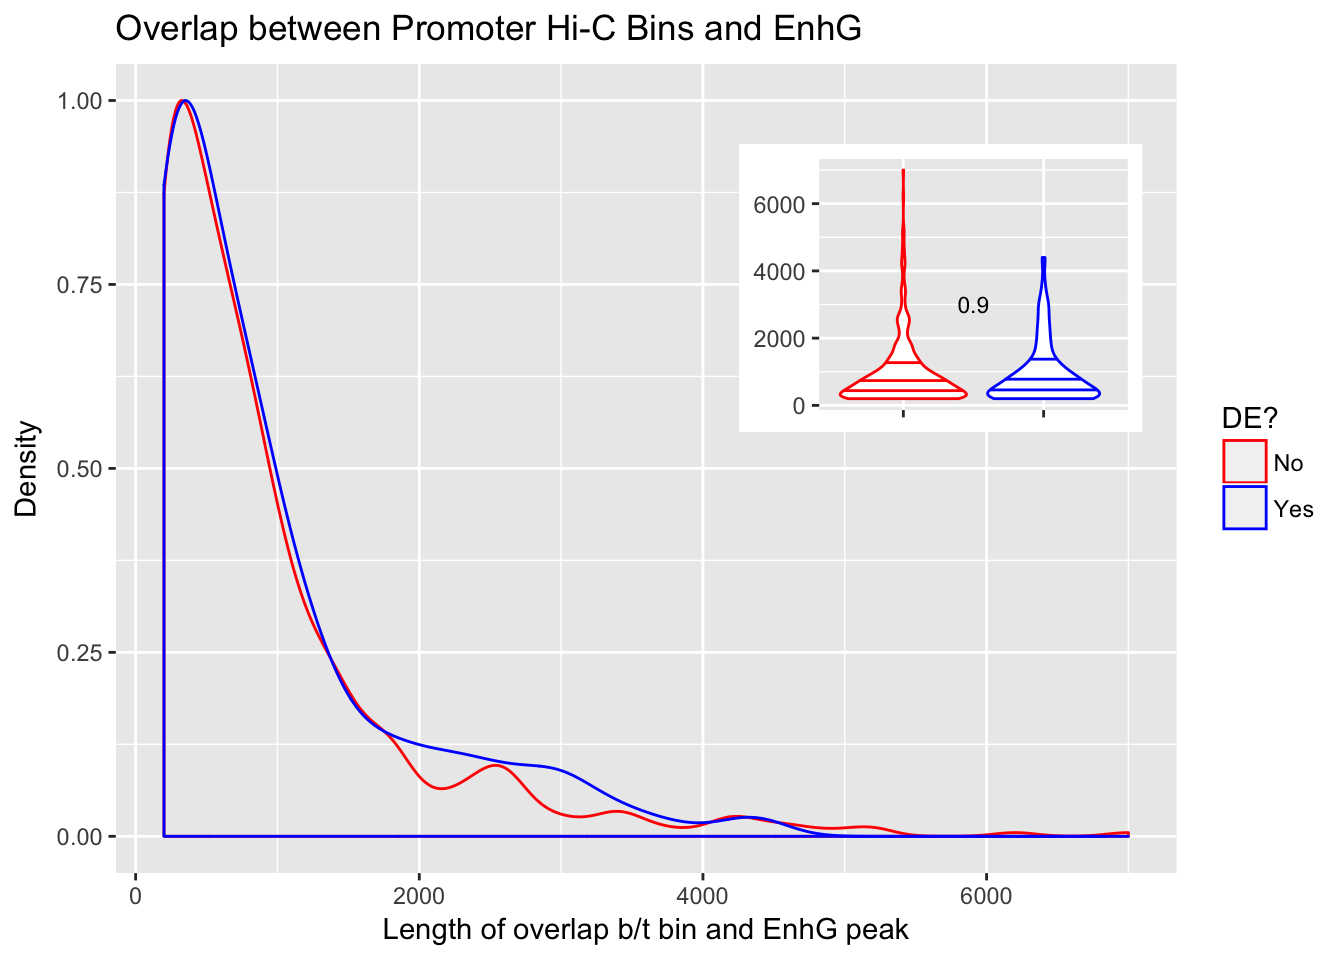 Overlap between Promoter Hi-C Bins and EnhG
1.00
0.75
0.50
0.25
0.00
Density
0
2000
4000
6000
Length of overlap b/t bin and EnhG peak
6000
4000
2000
0
0.9
DE?
No
Yes